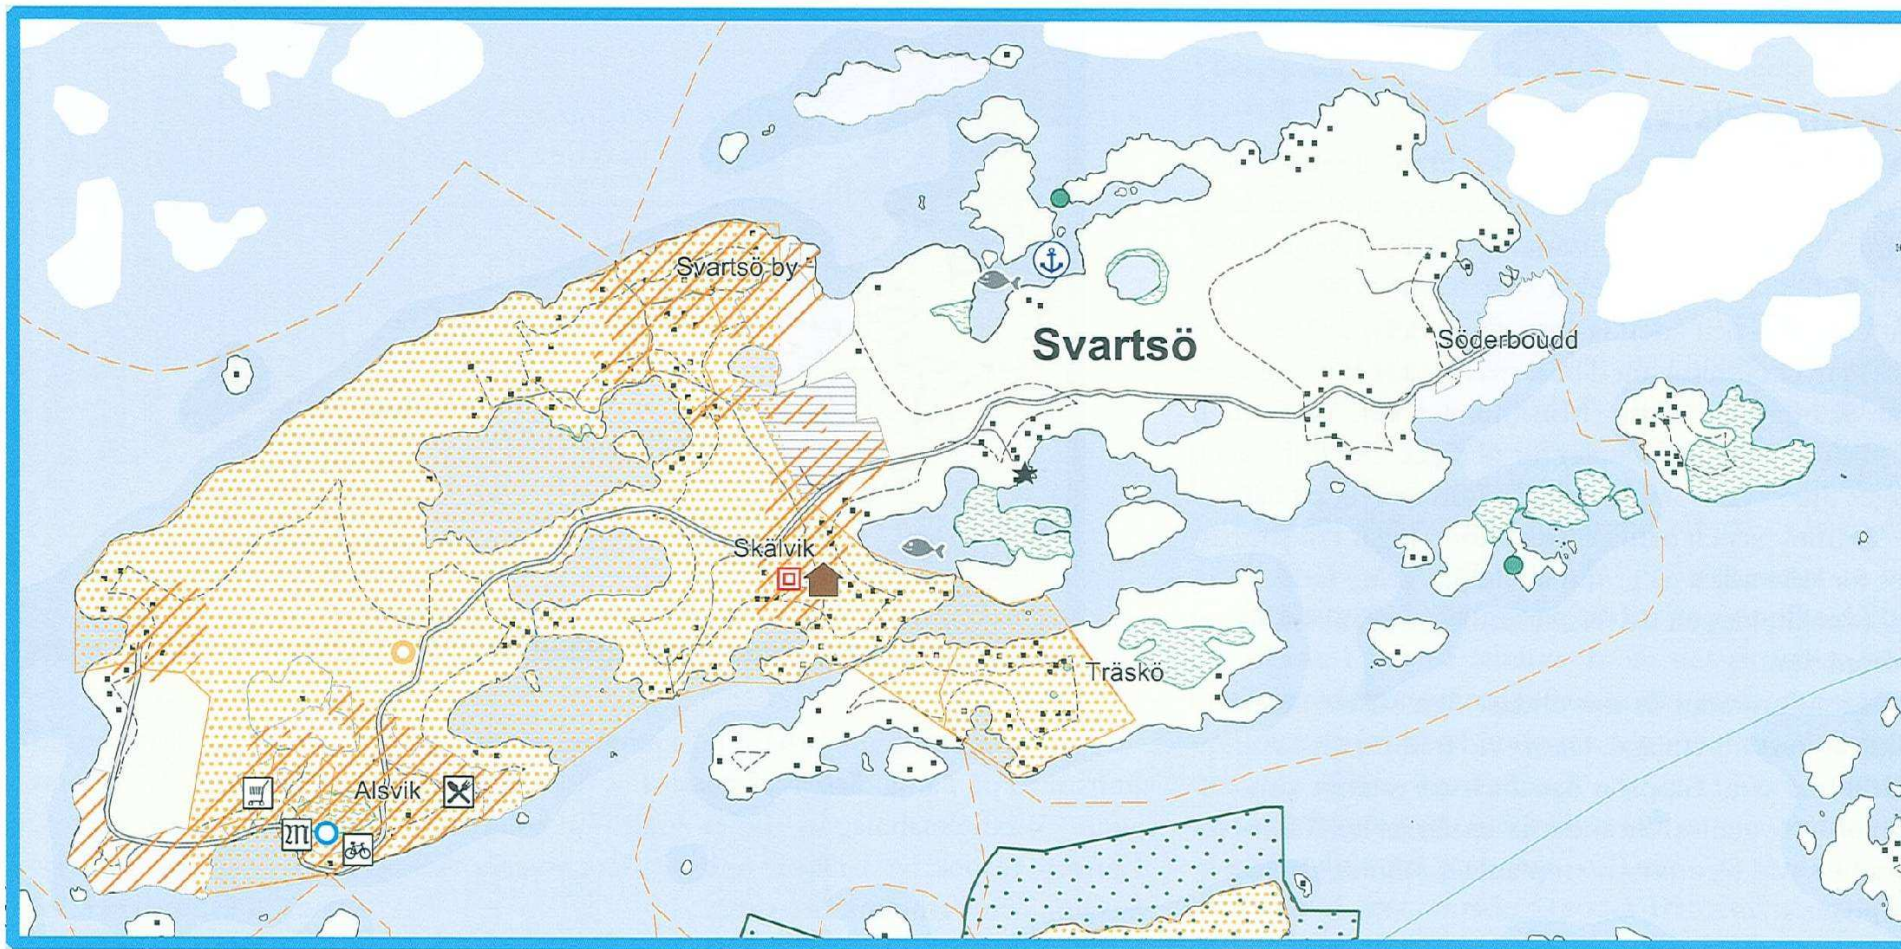 Svartsö by
Svartsö
Söderboudd
Skälvik
Träskö
Alsvik
M